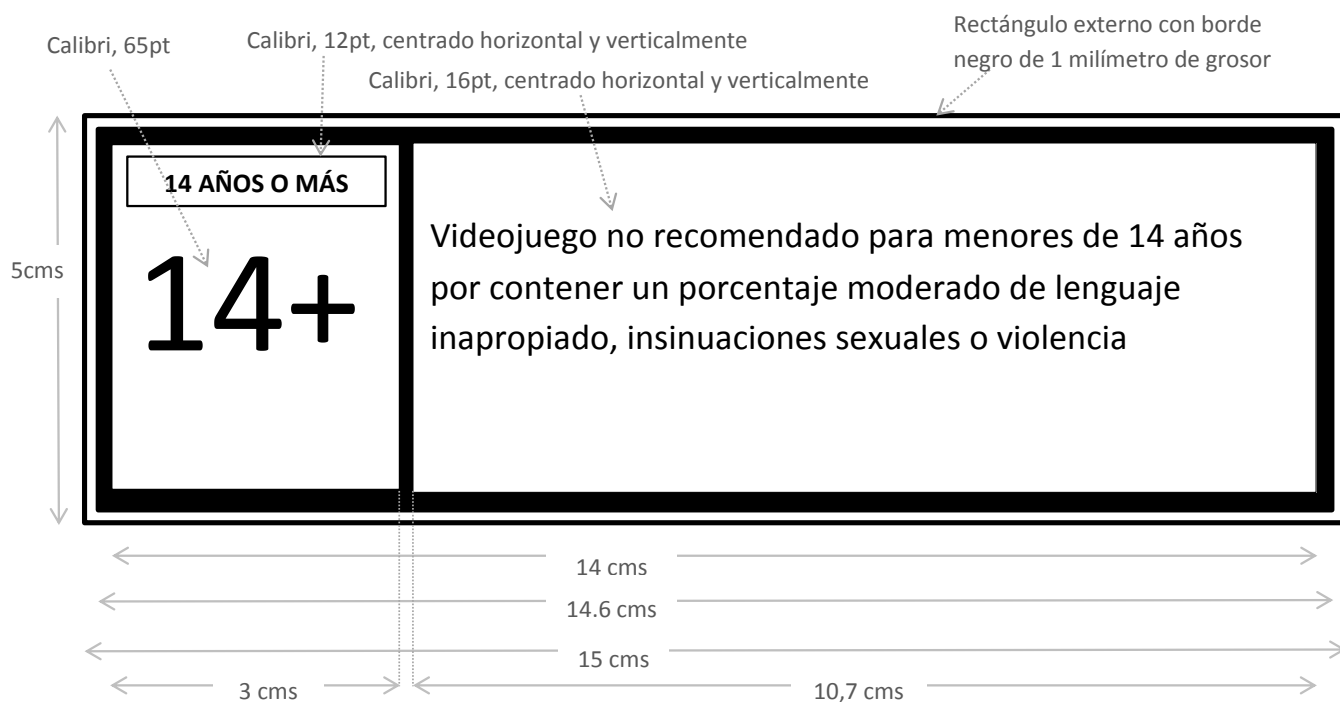 Calibri, 65pt
Calibri, 12pt, centrado horizontal y verticalmente
Calibri, 16pt, centrado horizontal y verticalmente
Rectángulo externo con borde
negro de 1 milímetro de grosor
5cms
14 AÑOS O MÁS
14+
Videojuego no recomendado para menores de 14 años
por contener un porcentaje moderado de lenguaje
inapropiado, insinuaciones sexuales o violencia
14 cms
14.6 cms
15 cms
3 cms
10,7 cms